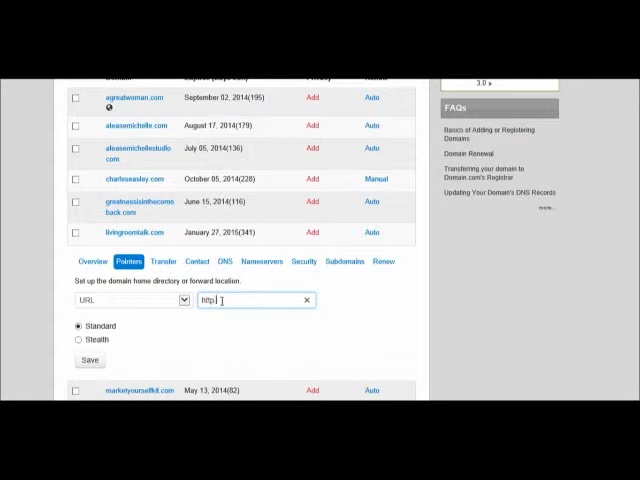 3.0 a
agreatwoman.com September 02, 2014(195) Add Auto
aleasemichelle.com August 17, 2014(179) Add Auto
aleasemichellestudio. July 05, 2014(136) Add Auto
com
charleseasley.com October 05, 2014(228) Add Manual
greatnessisinthecome June 15, 2014(116) Add Auto
back.com
livingroomtalk.com January 27, 2015(341) Add Auto
Overview Pointers Transfer Contact DNS Nameservers Security Subdomains Renew
Set up the domain home directory or forward location.
URL http:
Standard
Stealth
Save
marketyourselfkit.com May 13, 2014(82) Add Auto
FAQs
Basics of Adding or Registering
Domains
Domain Renewal
Transferring your domain to
Domain.com's Registrar
Updating Your Domain's DNS Records
more...